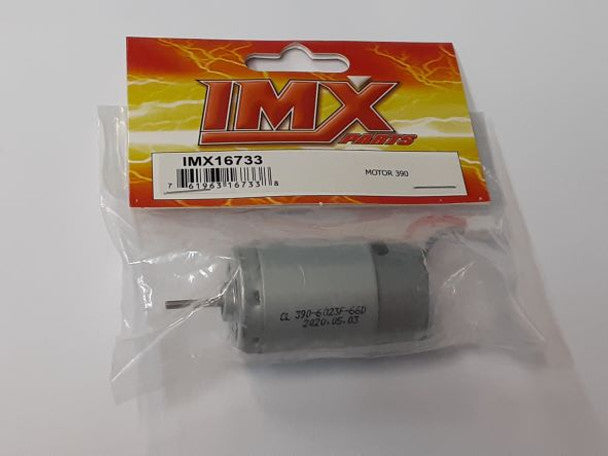 IMX
PARTS
IMX16733
7 61963 16733 8
MOTOR 390
CL 390-6023F-66D
2020.05.03